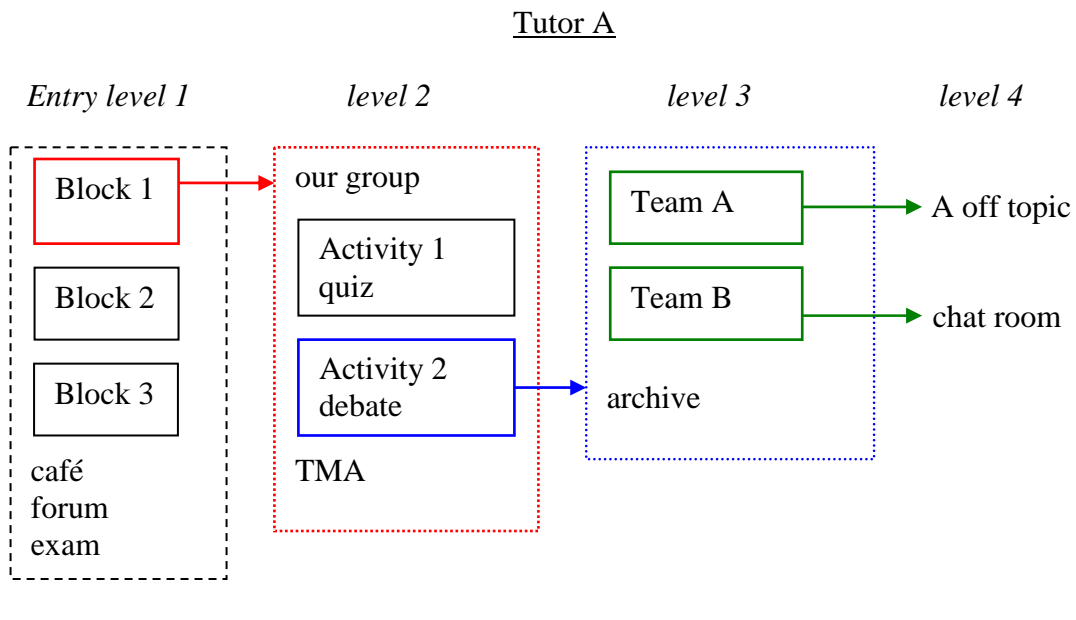 Tutor A
Entry level 1
level 2
level 3
level 4
Block 1
Block 2
Block 3
café
forum
exam
our group
Activity 1
quiz
Activity 2
debate
TMA
Team A
Team B
archive
A off topic
chat room